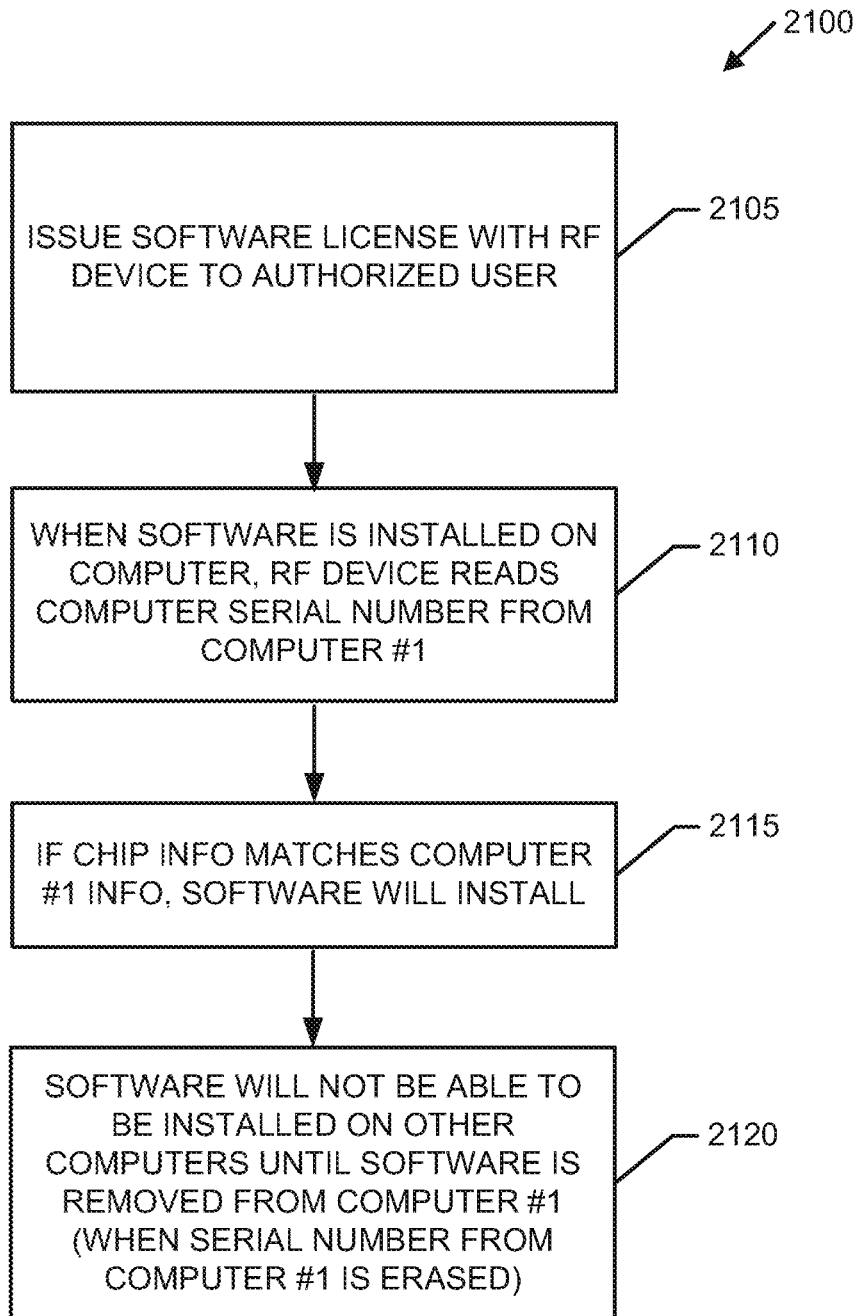 2100
ISSUE SOFTWARE LICENSE WITH RF
DEVICE TO AUTHORIZED USER
2105
WHEN SOFTWARE IS INSTALLED ON
COMPUTER, RF DEVICE READS
COMPUTER SERIAL NUMBER FROM
COMPUTER #1
2110
IF CHIP INFO MATCHES COMPUTER
#1 INFO, SOFTWARE WILL INSTALL
2115
SOFTWARE WILL NOT BE ABLE TO
BE INSTALLED ON OTHER
COMPUTERS UNTIL SOFTWARE IS
REMOVED FROM COMPUTER #1
(WHEN SERIAL NUMBER FROM
COMPUTER #1 IS ERASED)
2120